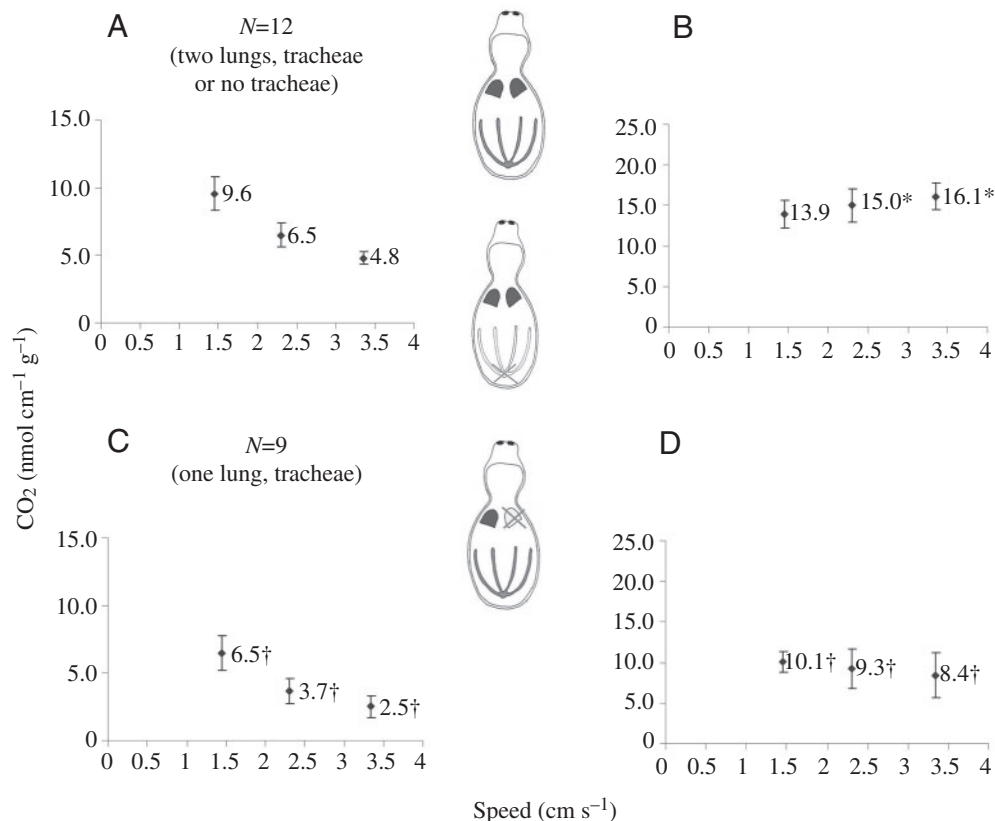 A
N=12
(two lungs, tracheae
or no tracheae)
15.0
10.0
5.0
0
9.6
6.5
4.8
0 0.5 1 1.5 2 2.5 3 3.5 4
B
25.0
20.0
15.0
10.0
5.0
0
13.9
15.0*
16.1*
0 0.5 1 1.5 2 2.5 3 3.5 4
CO₂ (nmol cm⁻¹ g⁻¹)
C
N=9
(one lung, tracheae)
15.0
10.0
5.0
0
6.5†
3.7†
2.5†
0 0.5 1 1.5 2 2.5 3 3.5 4
D
25.0
20.0
15.0
10.0
5.0
0
10.1†
9.3†
8.4†
0 0.5 1 1.5 2 2.5 3 3.5 4
Speed (cm s⁻¹)